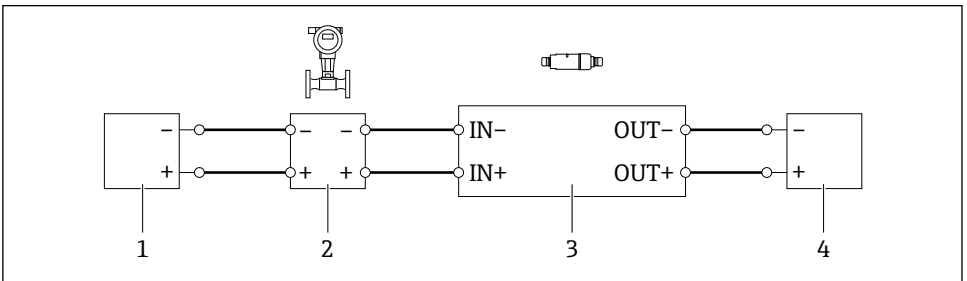 − − − IN− OUT− −
+ + + IN+ OUT+ +
1 2 3 4